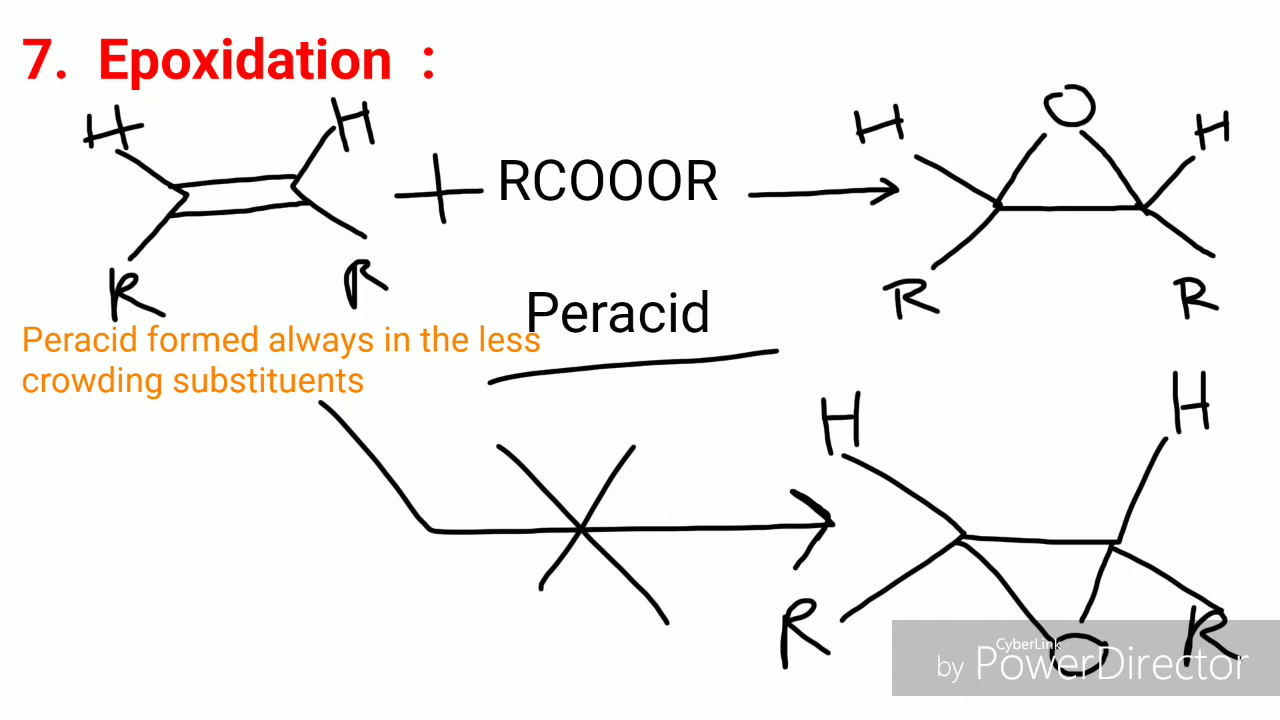 7. Epoxidation :
H H O H H
+ RCOOOR
R R R R
Peracid
Peracid formed always in the less
crowding substituents
H H
R O R
CyberLink
by PowerDirector